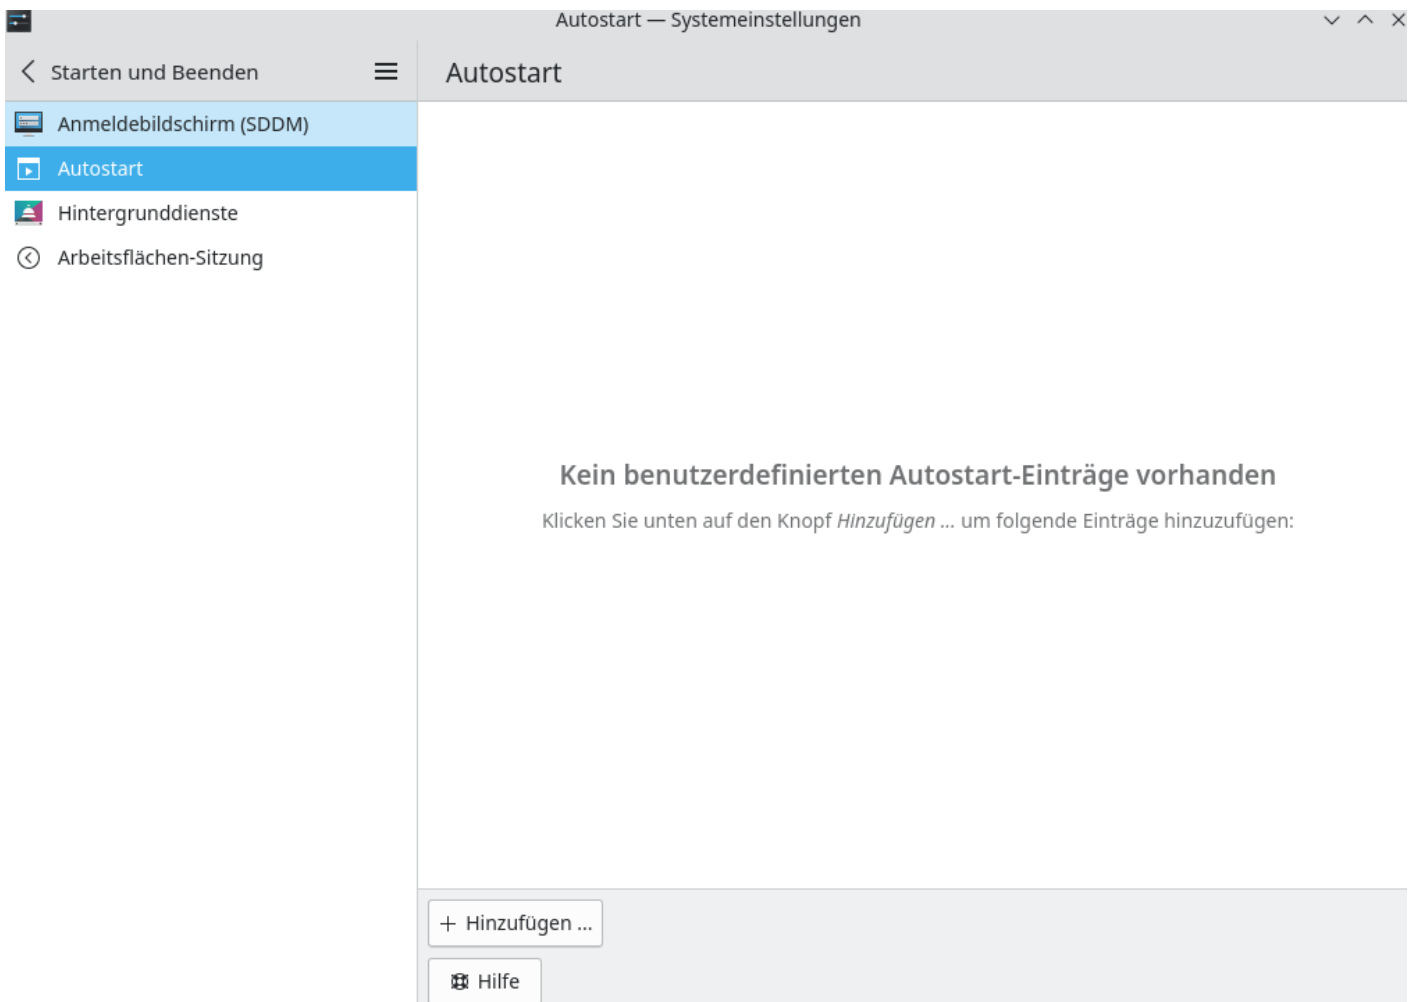 Autostart — Systemeinstellungen
Starten und Beenden
Autostart
Anmeldebildschirm (SDDM)
Autostart
Hintergrunddienste
Arbeitsflächen-Sitzung
Kein benutzerdefinierten Autostart-Einträge vorhanden
Klicken Sie unten auf den Knopf Hinzufügen ... um folgende Einträge hinzuzufügen:
+ Hinzufügen ...
Hilfe